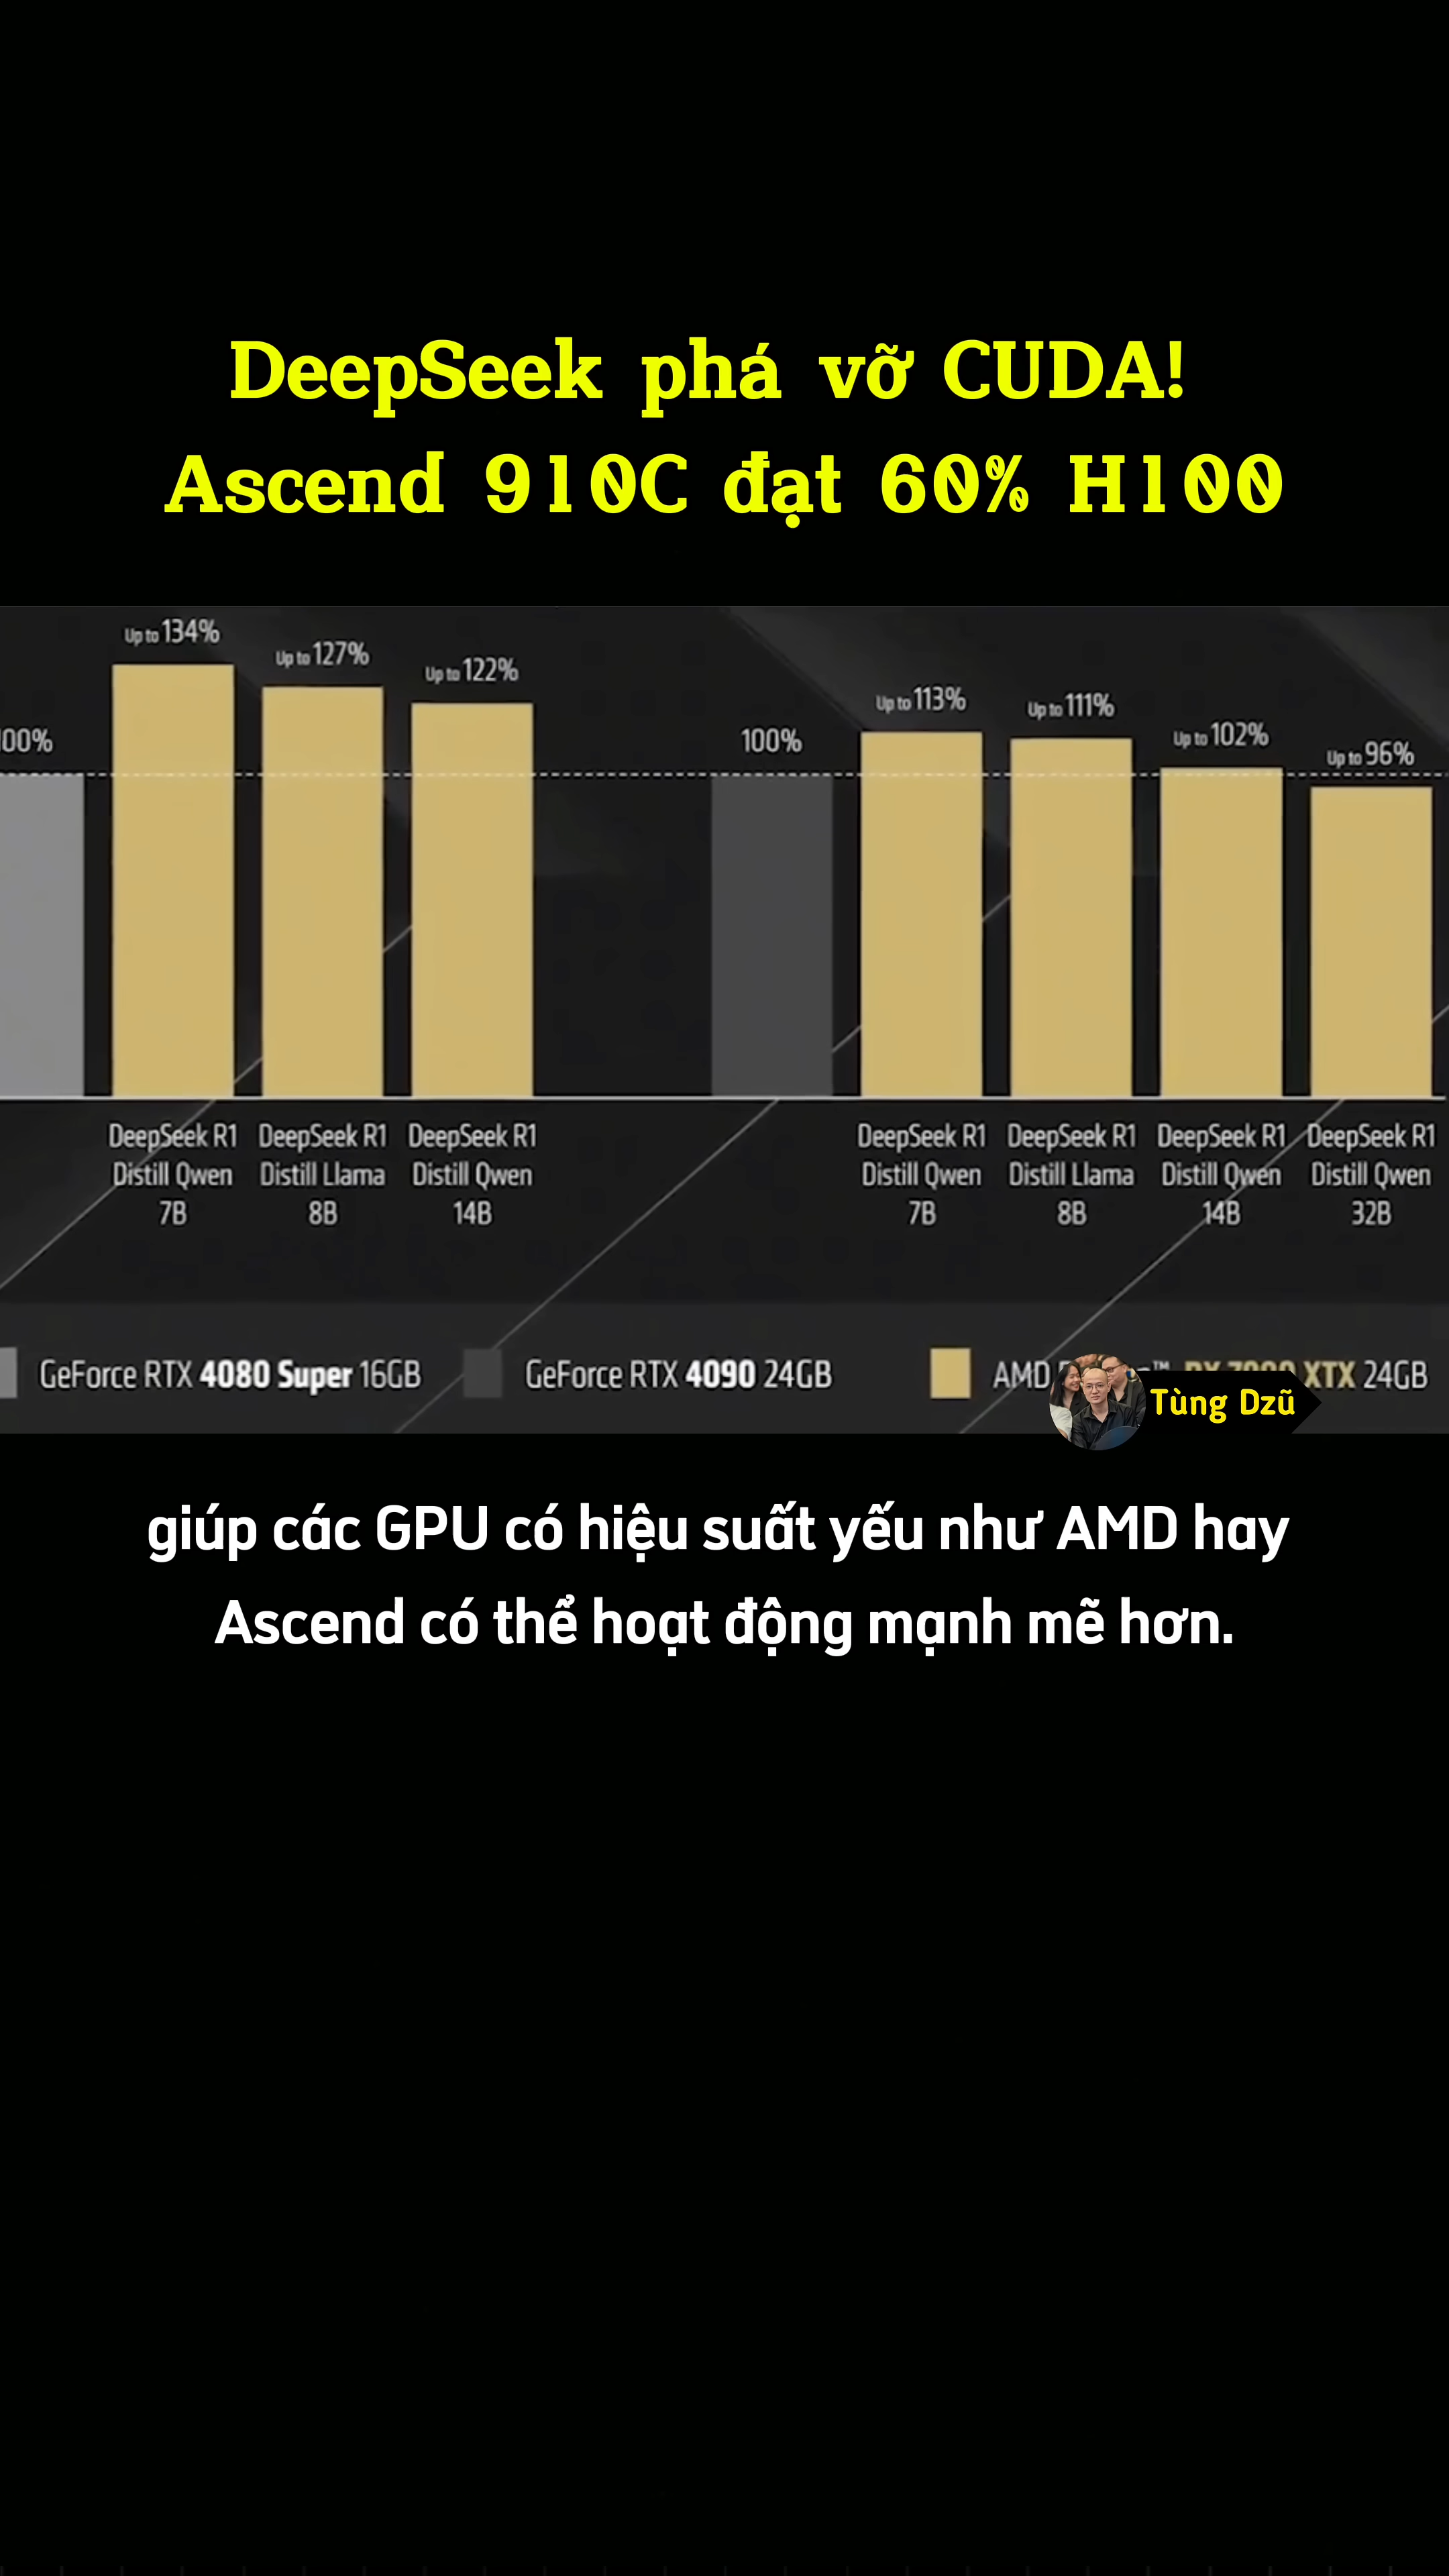 DeepSeek phá vỡ CUDA!
Ascend 910C đạt 60% H100
Up to 134%
Up to 127%
Up to 122%
100%
100%
Up to 113%
Up to 111%
Up to 102%
Up to 96%
DeepSeek R1
Distill Qwen
7B
DeepSeek R1
Distill Llama
8B
DeepSeek R1
Distill Qwen
14B
DeepSeek R1
Distill Qwen
7B
DeepSeek R1
Distill Llama
8B
DeepSeek R1
Distill Qwen
14B
DeepSeek R1
Distill Qwen
32B
GeForce RTX 4080 Super 16GB
GeForce RTX 4090 24GB
AMD XTX 24GB
Tùng Dzũ
giúp các GPU có hiệu suất yếu như AMD hay
Ascend có thể hoạt động mạnh mẽ hơn.